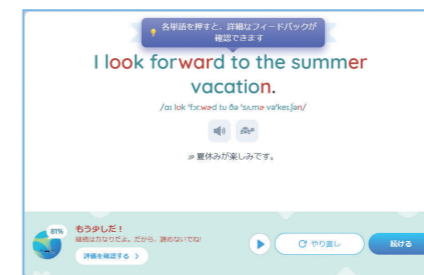 各単語を押すと、詳細なフィードバックが
確認できます
I look forward to the summer
vacation.
/aɪ lʊk ˈfɔːrwəd tu ðə ˈsʌmə vəˈkeɪʃən/
夏休みが楽しみです。
81%
もう少しだ！
継続は力なりだよ。だから、諦めないでね!
評価を確認する >
やり直し
続ける